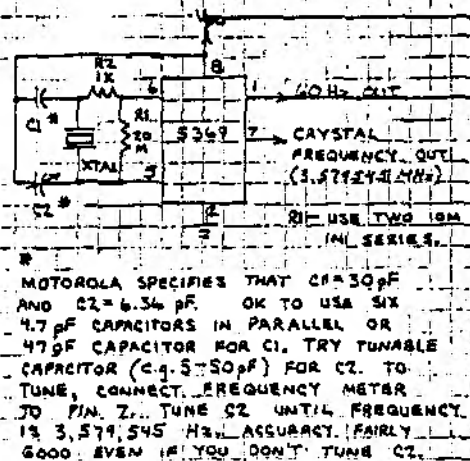 R2
1K
8
6
1
60 Hz OUT
C1 *
R1
20
M
5369
7
CRYSTAL
FREQUENCY OUT
(3.579545 MHz)
XTAL
5
C2 *
2
R1 - USE TWO 10M
IN SERIES.
*
MOTOROLA SPECIFIES THAT C1 = 30 pF
AND C2 = 6.36 pF. OK TO USE SIX
4.7 pF CAPACITORS IN PARALLEL OR
47 pF CAPACITOR FOR C1. TRY TUNABLE
CAPACITOR (e.g. 5-50 pF) FOR C2. TO
TUNE, CONNECT FREQUENCY METER
TO PIN 7. TUNE C2 UNTIL FREQUENCY
IS 3,579,545 Hz. ACCURACY FAIRLY
GOOD EVEN IF YOU DON'T TUNE C2.